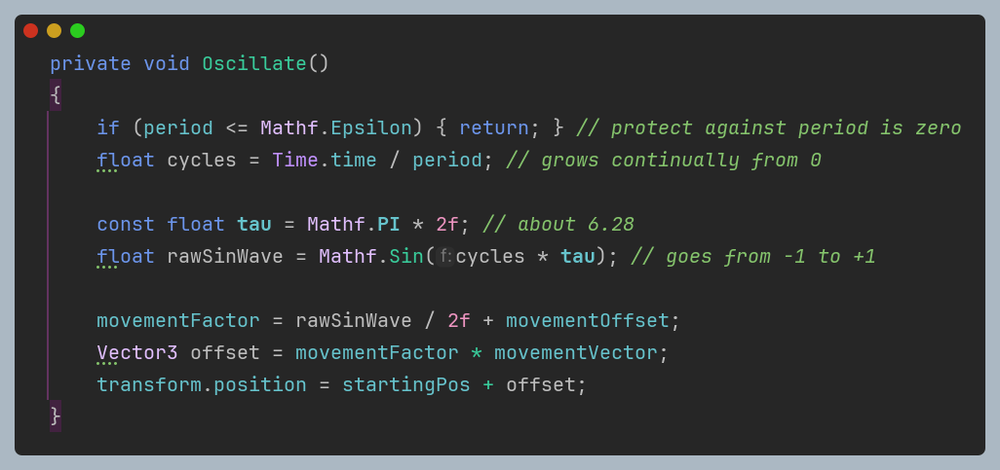 private void Oscillate()
{
if (period <= Mathf.Epsilon) { return; } // protect against period is zero
float cycles = Time.time / period; // grows continually from 0
const float tau = Mathf.PI * 2f; // about 6.28
float rawSinWave = Mathf.Sin(f:cycles * tau); // goes from -1 to +1
movementFactor = rawSinWave / 2f + movementOffset;
Vector3 offset = movementFactor * movementVector;
transform.position = startingPos + offset;
}